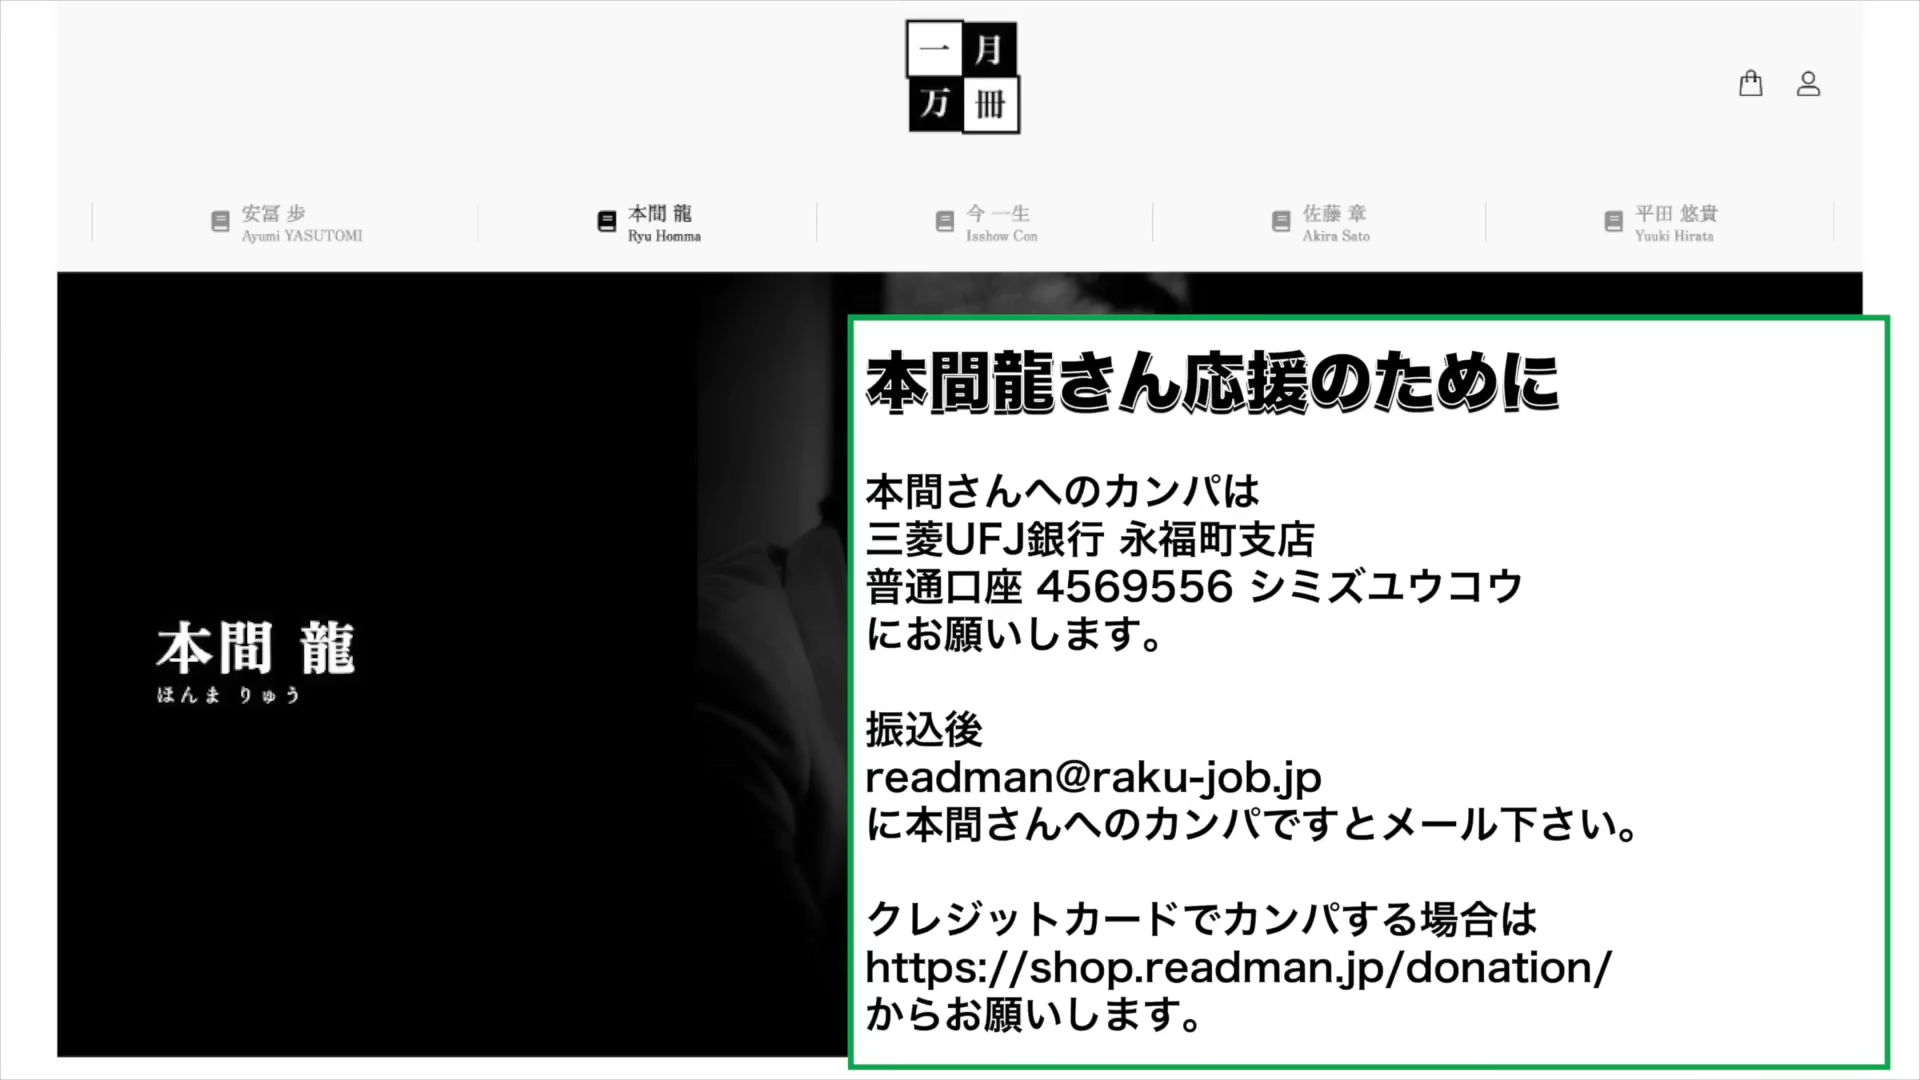 一月
万冊
安冨 歩
Ayumi YASUTOMI
本間 龍
Ryu Homma
今 一生
Isshow Con
佐藤 章
Akira Sato
平田 悠貴
Yuuki Hirata
本間 龍
ほんま りゅう
本間龍さん応援のために
本間さんへのカンパは
三菱UFJ銀行 永福町支店
普通口座 4569556 シミズユウコウ
にお願いします。
振込後
readman@raku-job.jp
に本間さんへのカンパですとメール下さい。
クレジットカードでカンパする場合は
https://shop.readman.jp/donation/
からお願いします。